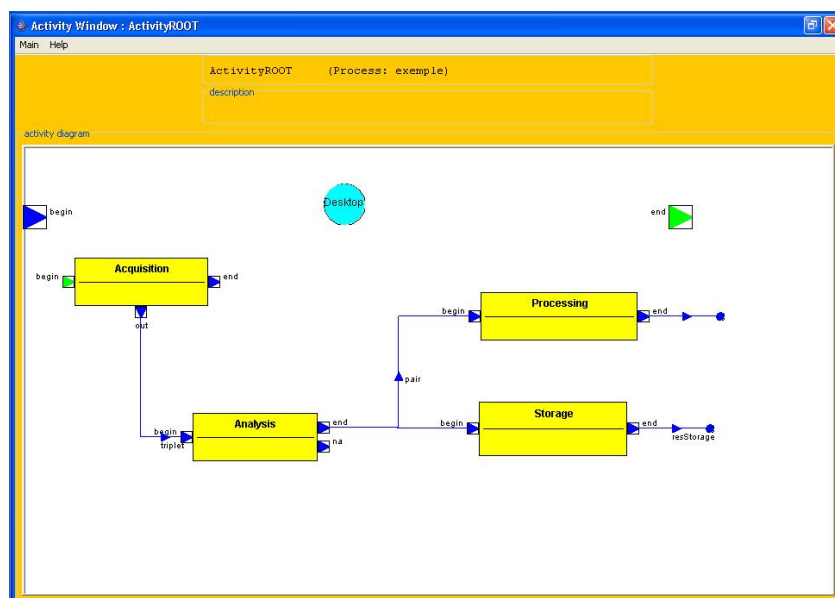 Activity Window : ActivityROOT
Main Help
ActivityROOT (Process: exemple)
description
activity diagram
begin
Desktop
end
Acquisition
begin
end
out
Processing
begin
end
pair
Analysis
begin
triplet
end
na
Storage
begin
end
resStorage